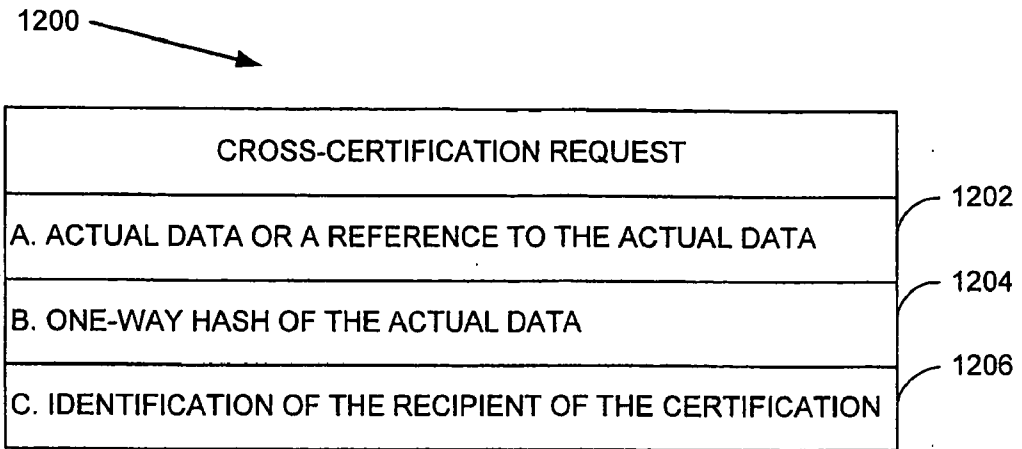 1200
CROSS-CERTIFICATION REQUEST
1202
A. ACTUAL DATA OR A REFERENCE TO THE ACTUAL DATA
1204
B. ONE-WAY HASH OF THE ACTUAL DATA
1206
C. IDENTIFICATION OF THE RECIPIENT OF THE CERTIFICATION